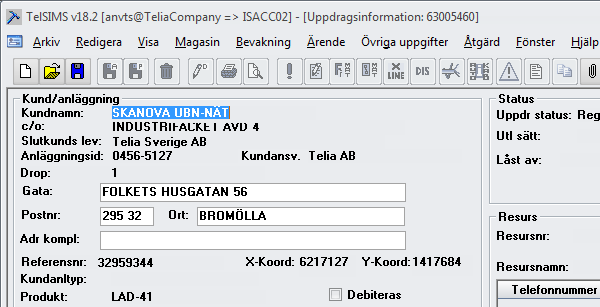 TelSIMS v18.2 [anvts@TeliaCompany => ISACC02] - [Uppdragsinformation: 63005460]
Arkiv Redigera Visa Magasin Bevakning Ärende Övriga uppgifter Åtgärd Fönster Hjälp
XLINE DIS
Kund/anläggning
Kundnamn: SKANOVA UBN-NÄT
c/o: INDUSTRIFACKET AVD 4
Slutkunds lev: Telia Sverige AB
Anläggningsid: 0456-5127 Kundansv. Telia AB
Drop: 1
Gata: FOLKETS HUSGATAN 56
Postnr: 295 32 Ort: BROMÖLLA
Adr kompl:
Referensnr: 32959344 X-Koord: 6217127 Y-Koord: 1417684
Kundanltyp:
Produkt: LAD-41 Debiteras
Status
Uppdr status: Reg
Utl sätt:
Låst av:
Resurs
Resursnr:
Resursnamn:
Telefonnummer